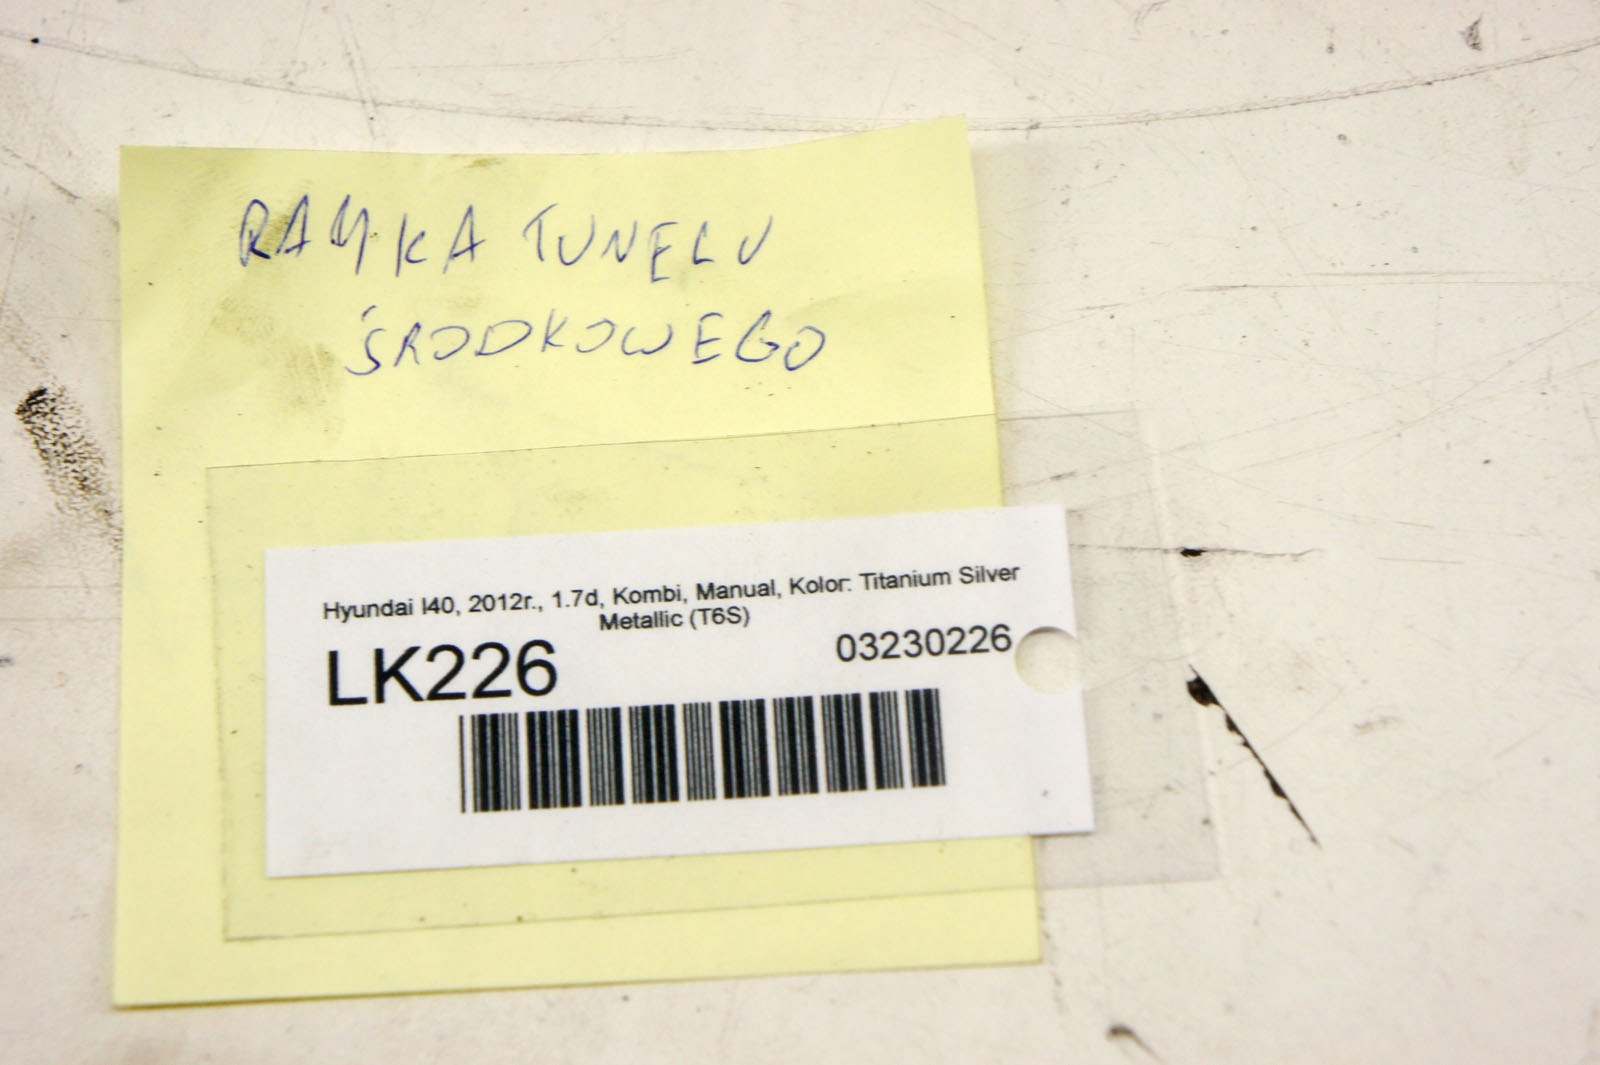 RAMKA TUNELU
ŚRODKOWEGO
Hyundai I40, 2012r., 1.7d, Kombi, Manual, Kolor: Titanium Silver
Metallic (T6S)
LK226 03230226